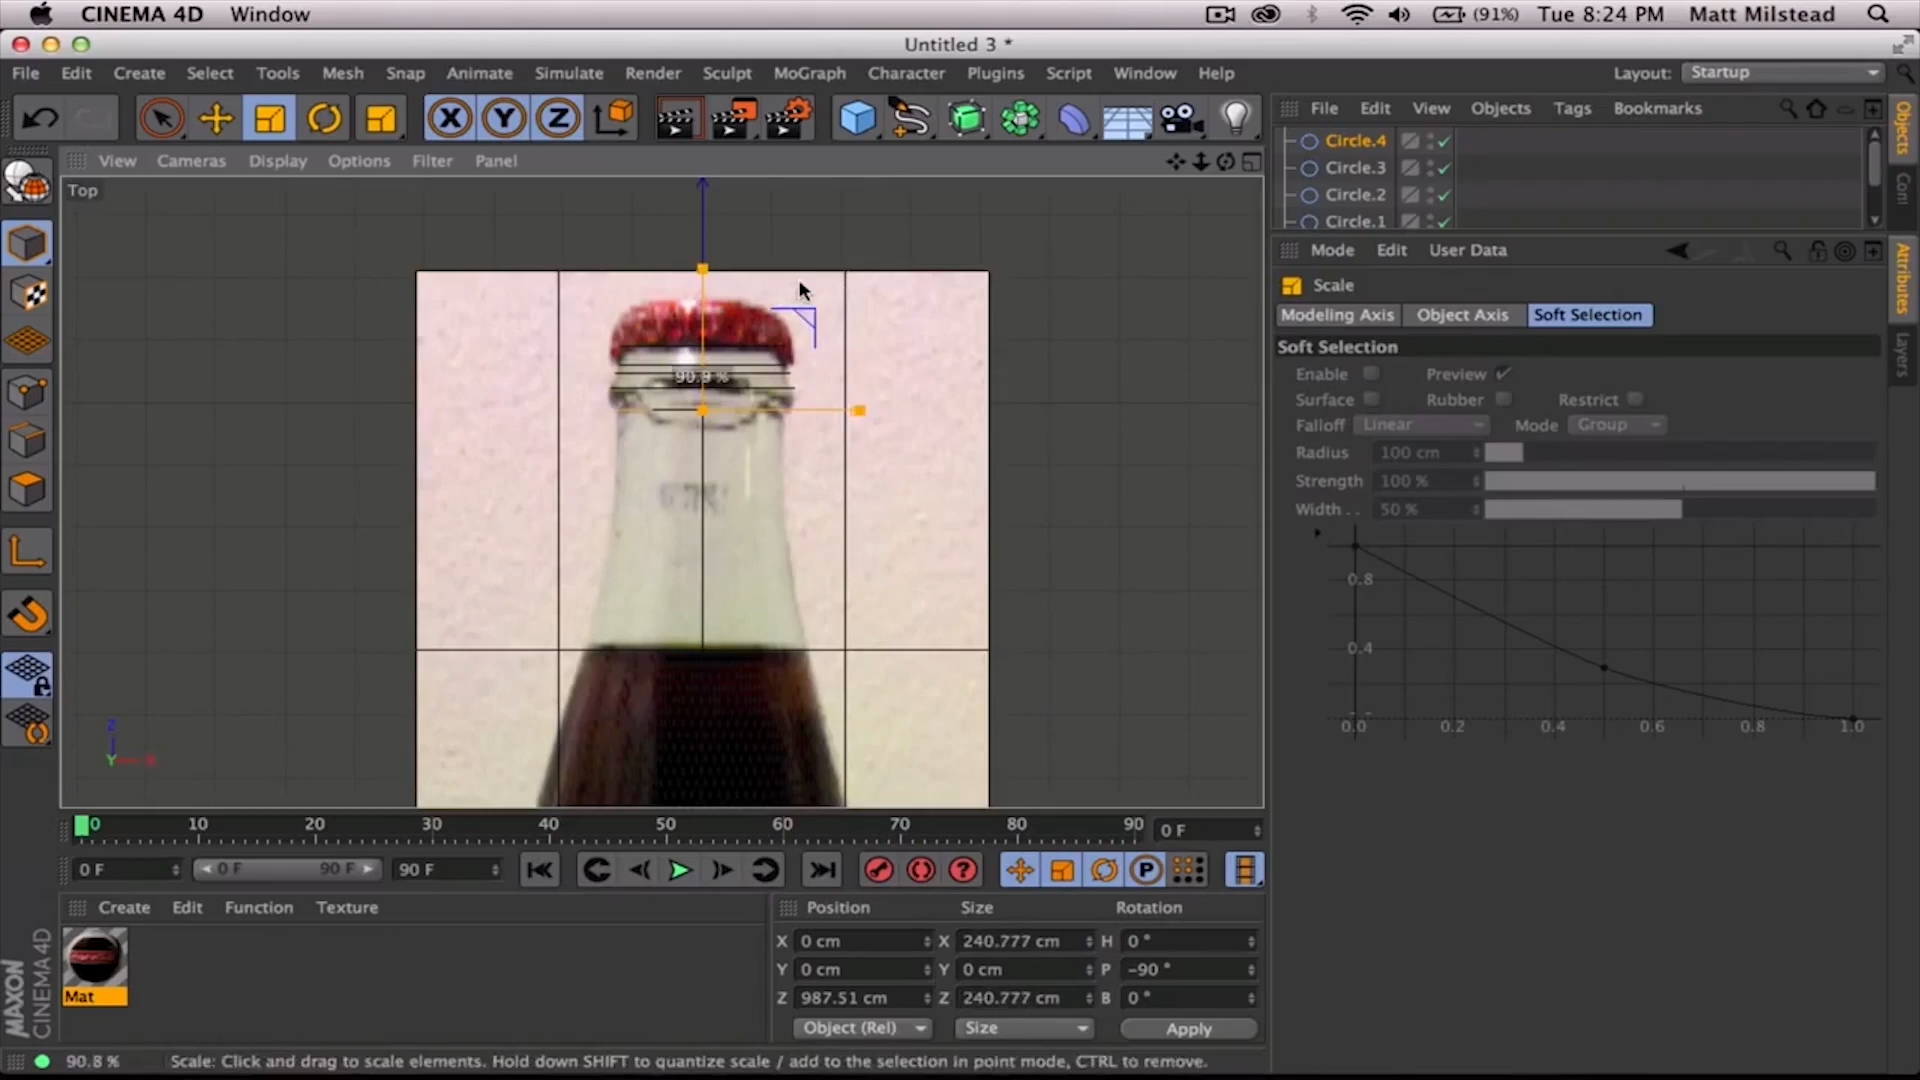 CINEMA 4D Window (91%) Tue 8:24 PM Matt Milstead
Untitled 3 *
File Edit Create Select Tools Mesh Snap Animate Simulate Render Sculpt MoGraph Character Plugins Script Window Help Layout: Startup
X Y Z
File Edit View Objects Tags Bookmarks
Objects
Circle.4
Circle.3
Circle.2
Circle.1
View Cameras Display Options Filter Panel
Top
90.8 %
Z
Y
Mode Edit User Data
Attributes
Layers
Scale
Modeling Axis Object Axis Soft Selection
Soft Selection
Enable Preview
Surface Rubber Restrict
Falloff Linear Mode Group
Radius 100 cm
Strength 100 %
Width . . 50 %
0.8
0.4
0.0 0.2 0.4 0.6 0.8 1.0
0 10 20 30 40 50 60 70 80 90 0 F
0 F 0 F 90 F 90 F P
Create Edit Function Texture
Mat
MAXON
CINEMA 4D
Position Size Rotation
X 0 cm X 240.777 cm H 0 °
Y 0 cm Y 0 cm P -90 °
Z 987.51 cm Z 240.777 cm B 0 °
Object (Rel) Size Apply
90.8 % Scale: Click and drag to scale elements. Hold down SHIFT to quantize scale / add to the selection in point mode, CTRL to remove.